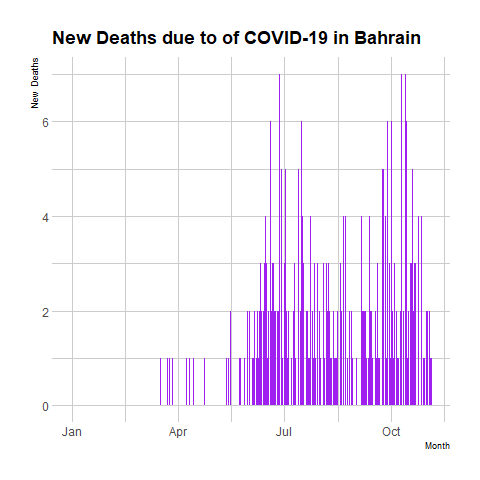 New Deaths due to of COVID-19 in Bahrain
New Deaths
6
4
2
0
Jan Apr Jul Oct
Month